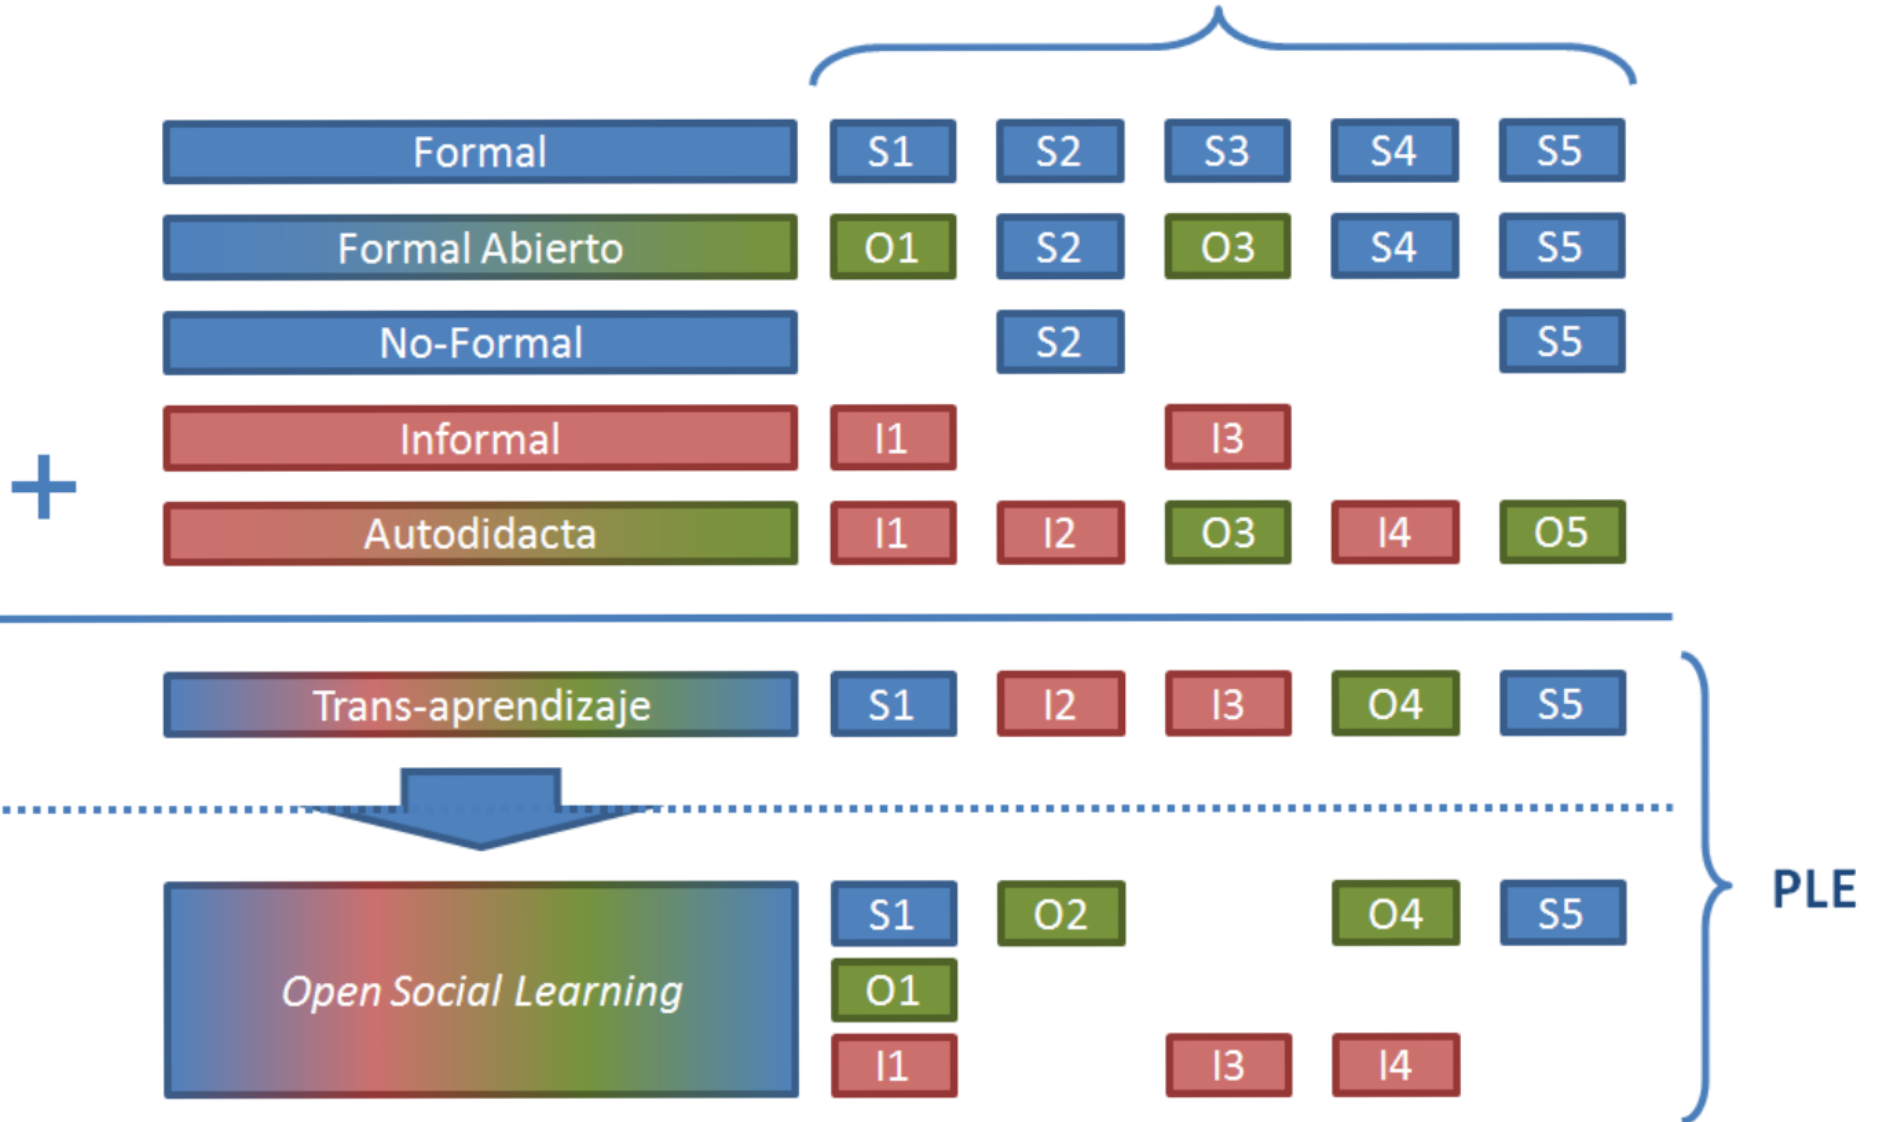 Formal S1 S2 S3 S4 S5
Formal Abierto O1 S2 O3 S4 S5
No-Formal S2 S5
Informal I1 I3
+
Autodidacta I1 I2 O3 I4 O5
Trans-aprendizaje S1 I2 I3 O4 S5
S1 O2 O4 S5
PLE
Open Social Learning O1
I1 I3 I4